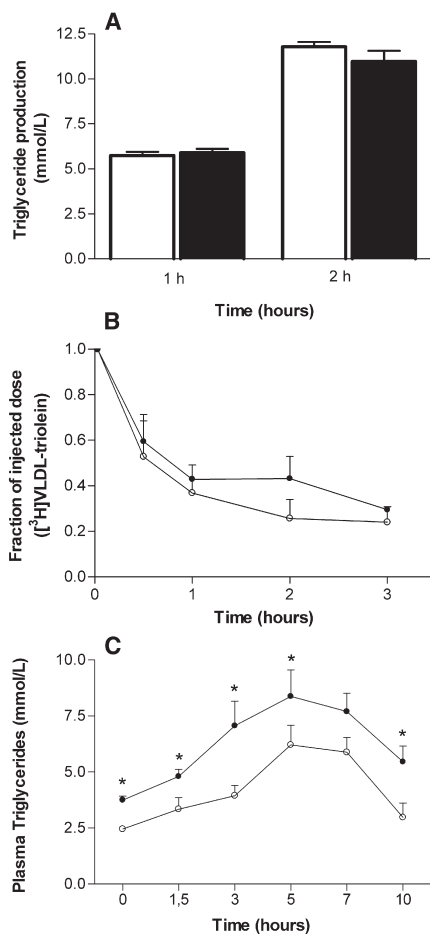 A
Triglyceride production
(mmol/L)
12.5
10.0
7.5
5.0
2.5
0.0
1 h
2 h
Time (hours)
B
Fraction of injected dose
([³H]VLDL-triolein)
1.0
0.8
0.6
0.4
0.2
0.0
0
1
2
3
Time (hours)
C
Plasma Triglycerides (mmol/L)
10.0
7.5
5.0
2.5
0.0
*
*
*
*
*
0
1,5
3
5
7
10
Time (hours)